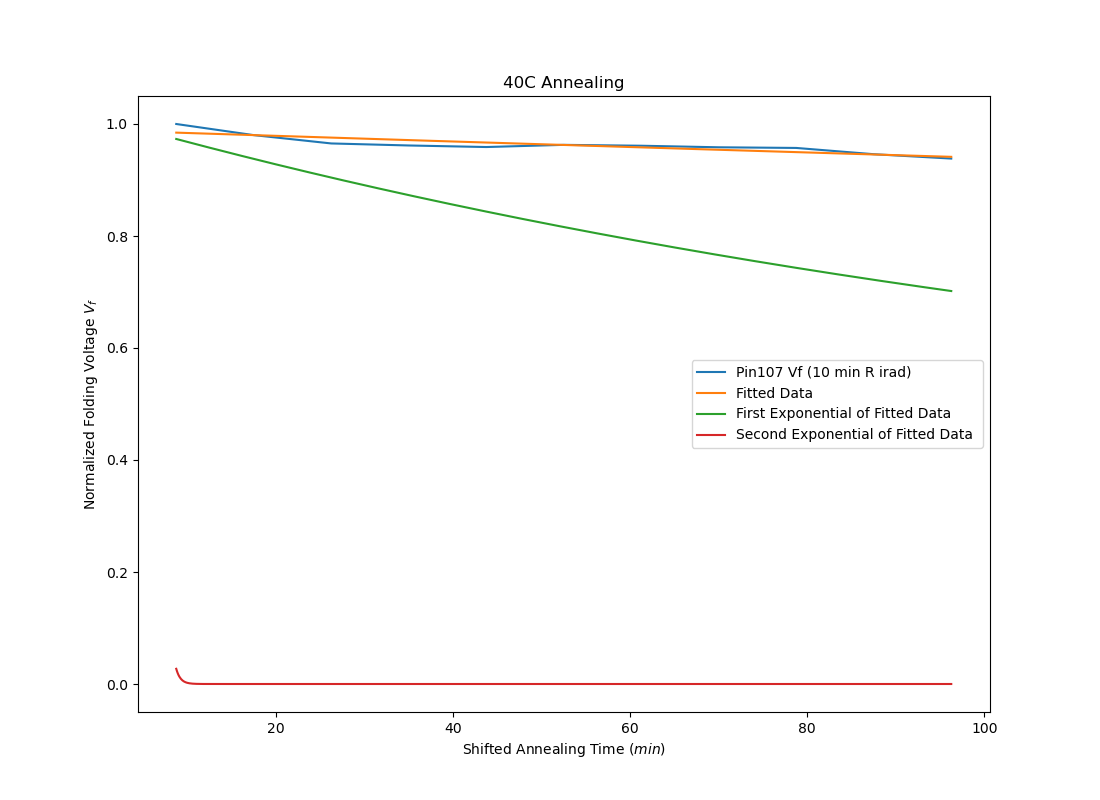 40C Annealing
Normalized Folding Voltage Vf
1.0
0.8
0.6
0.4
0.2
0.0
Pin107 Vf (10 min R irad)
Fitted Data
First Exponential of Fitted Data
Second Exponential of Fitted Data
20 40 60 80 100
Shifted Annealing Time (min)